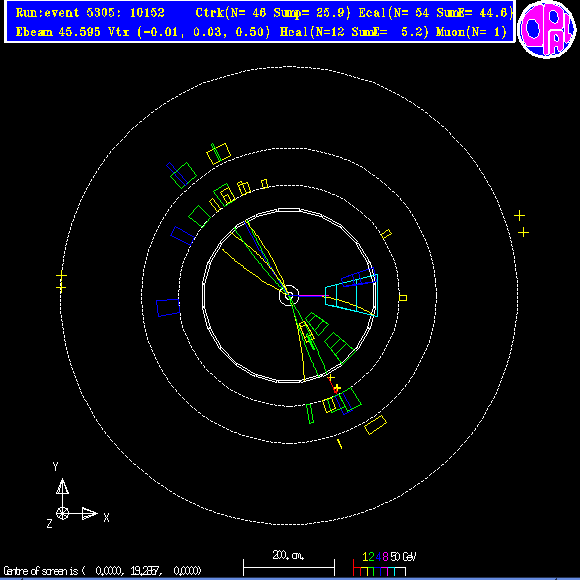 Run:event 5305: 10152 Ctrk(N= 46 Sump= 25.9) Ecal(N= 54 SumE= 44.6)
Ebeam 45.595 Vtx (-0.01, 0.03, 0.50) Hcal(N=12 SumE= 5.2) Muon(N= 1)
OPAL
Y
X
Z
200. cm.
1 2 4 8 50 GeV
Centre of screen is ( 0.0000, 19.2857, 0.0000)